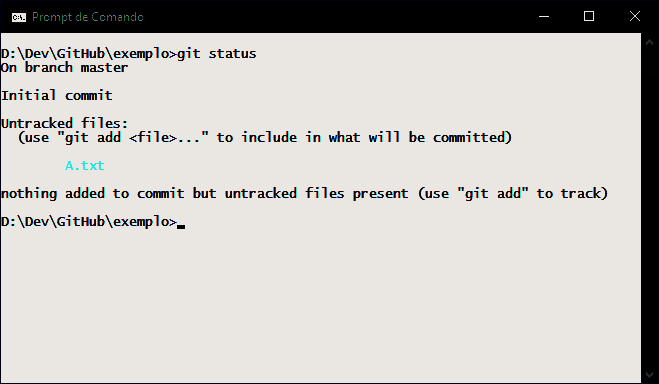 Prompt de Comando
D:\Dev\GitHub\exemplo>git status
On branch master
Initial commit
Untracked files:
(use "git add <file>..." to include in what will be committed)
A.txt
nothing added to commit but untracked files present (use "git add" to track)
D:\Dev\GitHub\exemplo>